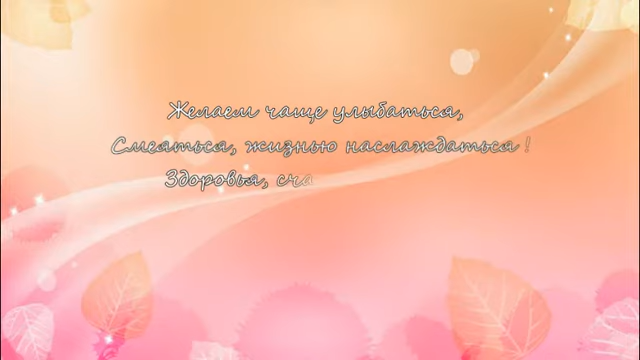 Желаем чаще улыбаться,
Смеяться, жизнью наслаждаться !
Здоровья, сча